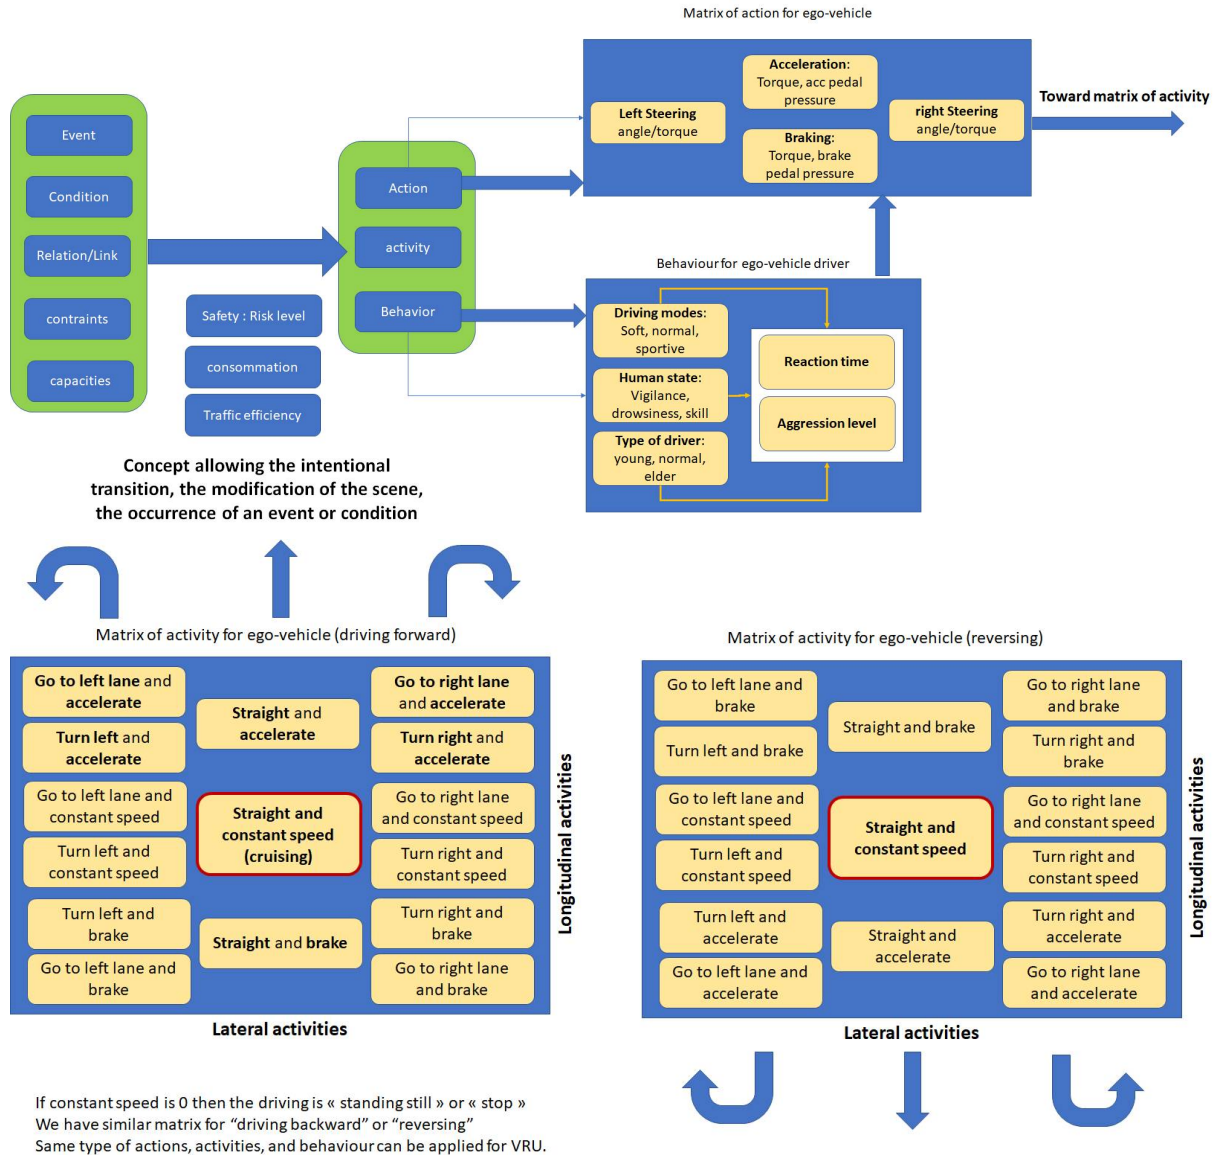 Matrix of action for ego-vehicle
Event
Condition
Relation/Link
contraints
capacities
Safety : Risk level
consommation
Traffic efficiency
Action
activity
Behavior
Left Steering
angle/torque
Acceleration:
Torque, acc pedal
pressure
Braking:
Torque, brake
pedal pressure
right Steering
angle/torque
Toward matrix of activity
Behaviour for ego-vehicle driver
Driving modes:
Soft, normal,
sportive
Human state:
Vigilance,
drowsiness, skill
Type of driver:
young, normal,
elder
Reaction time
Aggression level
Concept allowing the intentional
transition, the modification of the scene,
the occurrence of an event or condition
Matrix of activity for ego-vehicle (driving forward)
Go to left lane and
accelerate
Turn left and
accelerate
Go to left lane and
constant speed
Turn left and
constant speed
Turn left and
brake
Go to left lane and
brake
Straight and
accelerate
Straight and
constant speed
(cruising)
Straight and brake
Go to right lane
and accelerate
Turn right and
accelerate
Go to right lane
and constant speed
Turn right and
constant speed
Turn right and
brake
Go to right lane
and brake
Longitudinal activities
Lateral activities
Matrix of activity for ego-vehicle (reversing)
Go to left lane and
brake
Turn left and brake
Go to left lane and
constant speed
Turn left and
constant speed
Turn left and
accelerate
Go to left lane and
accelerate
Straight and brake
Straight and
constant speed
Straight and
accelerate
Go to right lane
and brake
Turn right and
brake
Go to right lane
and constant speed
Turn right and
constant speed
Turn right and
accelerate
Go to right lane
and accelerate
Longitudinal activities
Lateral activities
If constant speed is 0 then the driving is « standing still » or « stop »
We have similar matrix for “driving backward” or “reversing”
Same type of actions, activities, and behaviour can be applied for VRU.